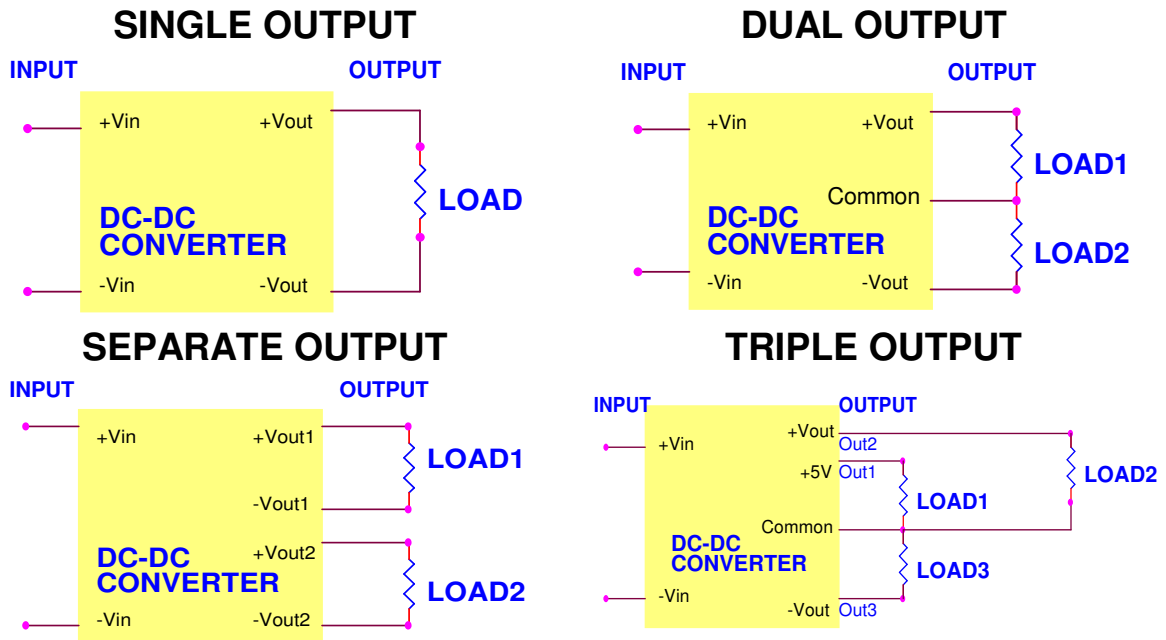 SINGLE OUTPUT
INPUT
OUTPUT
+Vin
+Vout
LOAD
DC-DC
CONVERTER
-Vin
-Vout
DUAL OUTPUT
INPUT
OUTPUT
+Vin
+Vout
LOAD1
Common
DC-DC
CONVERTER
LOAD2
-Vin
-Vout
SEPARATE OUTPUT
INPUT
OUTPUT
+Vin
+Vout1
LOAD1
-Vout1
+Vout2
DC-DC
CONVERTER
LOAD2
-Vin
-Vout2
TRIPLE OUTPUT
INPUT
OUTPUT
+Vin
+Vout
Out2
+5V
Out1
LOAD2
LOAD1
Common
DC-DC
CONVERTER
LOAD3
-Vin
-Vout
Out3